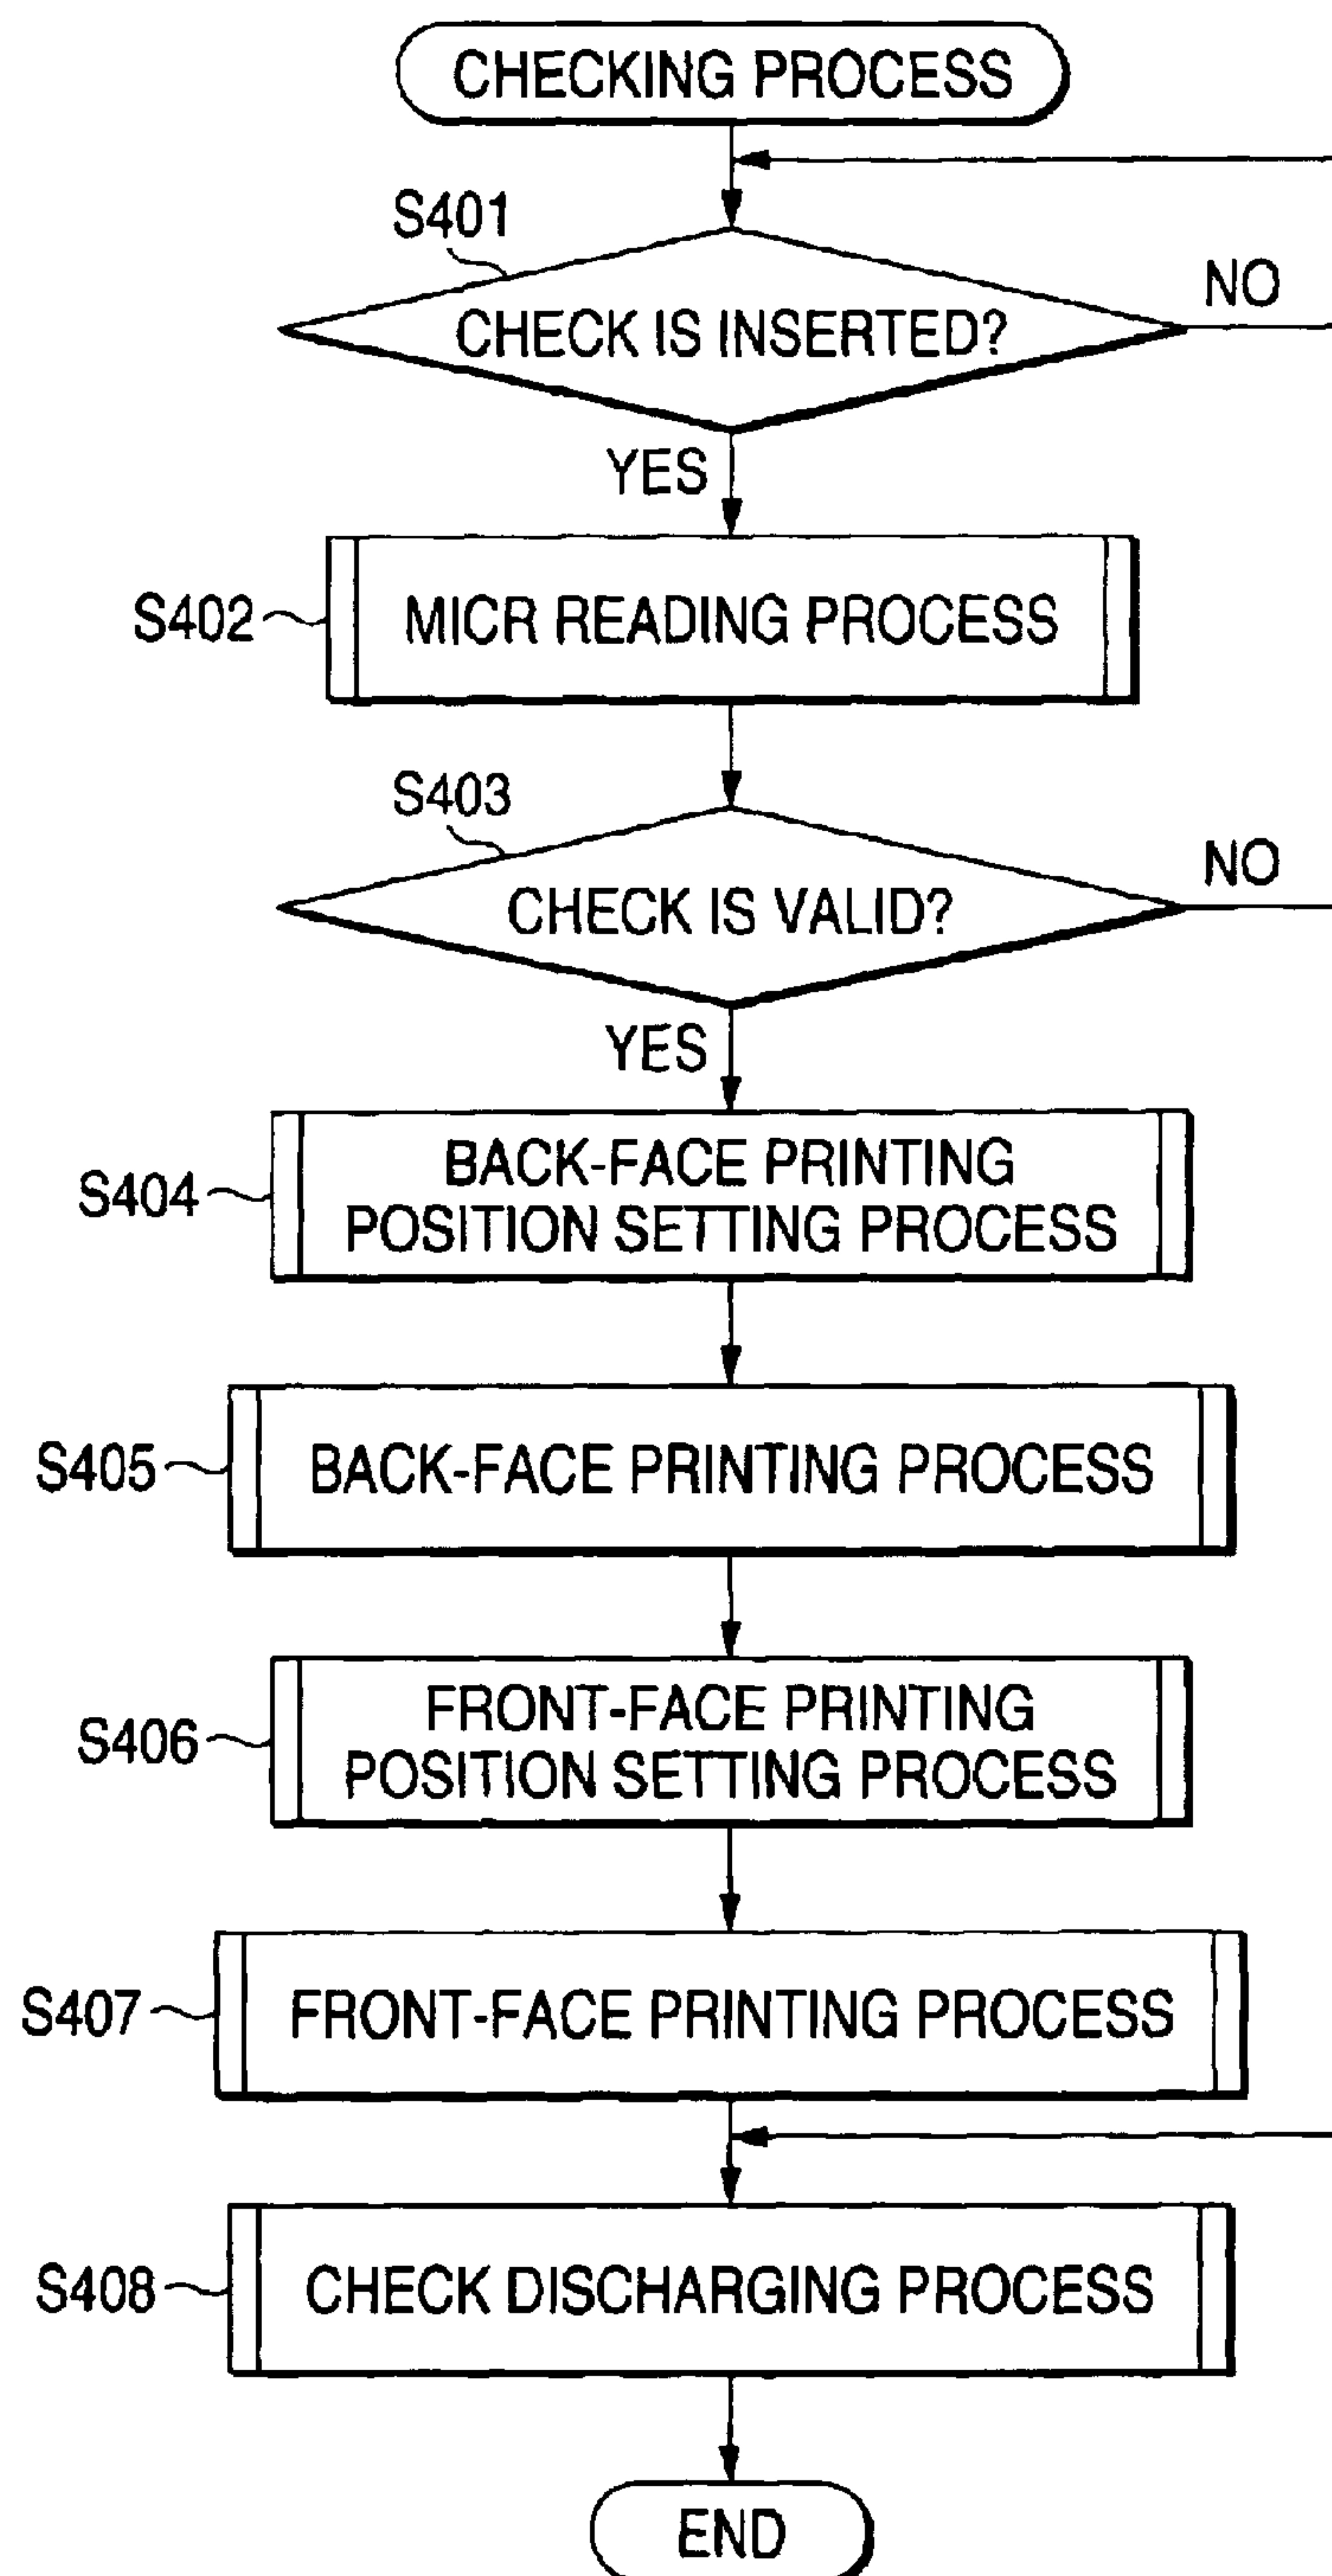 CHECKING PROCESS
S401
CHECK IS INSERTED?
NO
YES
S402
MICR READING PROCESS
S403
CHECK IS VALID?
NO
YES
S404
BACK-FACE PRINTING
POSITION SETTING PROCESS
S405
BACK-FACE PRINTING PROCESS
S406
FRONT-FACE PRINTING
POSITION SETTING PROCESS
S407
FRONT-FACE PRINTING PROCESS
S408
CHECK DISCHARGING PROCESS
END